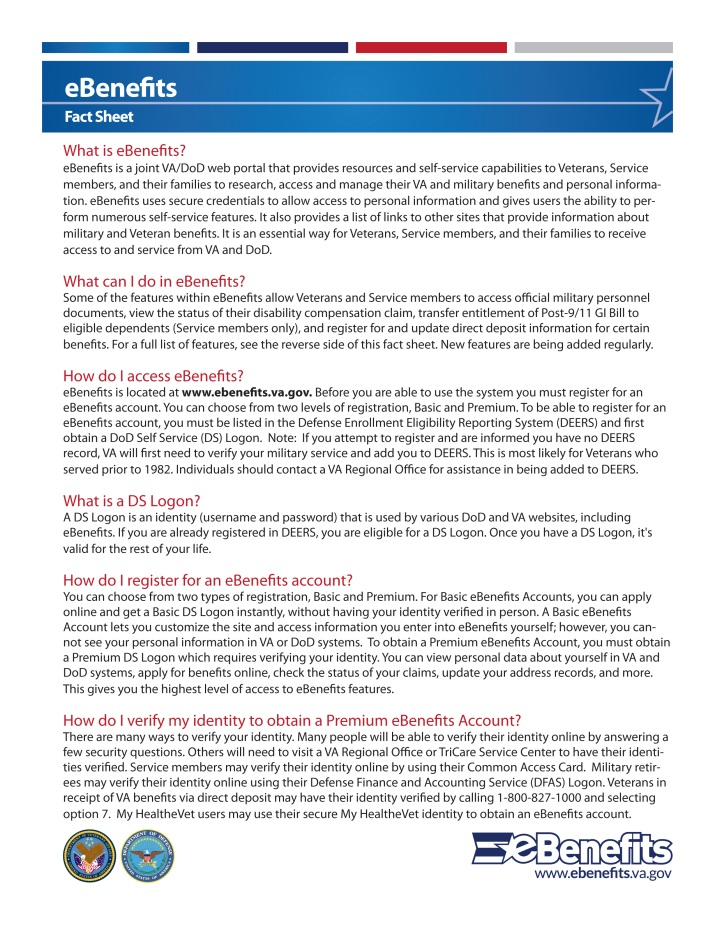 eBenefits
Fact Sheet
What is eBenefits?
eBenefits is a joint VA/DoD web portal that provides resources and self-service capabilities to Veterans, Service
members, and their families to research, access and manage their VA and military benefits and personal informa-
tion. eBenefits uses secure credentials to allow access to personal information and gives users the ability to per-
form numerous self-service features. It also provides a list of links to other sites that provide information about
military and Veteran benefits. It is an essential way for Veterans, Service members, and their families to receive
access to and service from VA and DoD.
What can I do in eBenefits?
Some of the features within eBenefits allow Veterans and Service members to access official military personnel
documents, view the status of their disability compensation claim, transfer entitlement of Post-9/11 GI Bill to
eligible dependents (Service members only), and register for and update direct deposit information for certain
benefits. For a full list of features, see the reverse side of this fact sheet. New features are being added regularly.
How do I access eBenefits?
eBenefits is located at www.ebenefits.va.gov. Before you are able to use the system you must register for an
eBenefits account. You can choose from two levels of registration, Basic and Premium. To be able to register for an
eBenefits account, you must be listed in the Defense Enrollment Eligibility Reporting System (DEERS) and first
obtain a DoD Self Service (DS) Logon.  Note:  If you attempt to register and are informed you have no DEERS
record, VA will first need to verify your military service and add you to DEERS. This is most likely for Veterans who
served prior to 1982. Individuals should contact a VA Regional Office for assistance in being added to DEERS.
What is a DS Logon?
A DS Logon is an identity (username and password) that is used by various DoD and VA websites, including
eBenefits. If you are already registered in DEERS, you are eligible for a DS Logon. Once you have a DS Logon, it's
valid for the rest of your life.
How do I register for an eBenefits account?
You can choose from two types of registration, Basic and Premium. For Basic eBenefits Accounts, you can apply
online and get a Basic DS Logon instantly, without having your identity verified in person. A Basic eBenefits
Account lets you customize the site and access information you enter into eBenefits yourself; however, you can-
not see your personal information in VA or DoD systems.  To obtain a Premium eBenefits Account, you must obtain
a Premium DS Logon which requires verifying your identity. You can view personal data about yourself in VA and
DoD systems, apply for benefits online, check the status of your claims, update your address records, and more.
This gives you the highest level of access to eBenefits features.
How do I verify my identity to obtain a Premium eBenefits Account?
There are many ways to verify your identity. Many people will be able to verify their identity online by answering a
few security questions. Others will need to visit a VA Regional Office or TriCare Service Center to have their identi-
ties verified. Service members may verify their identity online by using their Common Access Card.  Military retir-
ees may verify their identity online using their Defense Finance and Accounting Service (DFAS) Logon. Veterans in
receipt of VA benefits via direct deposit may have their identity verified by calling 1-800-827-1000 and selecting
option 7.  My HealtheVet users may use their secure My HealtheVet identity to obtain an eBenefits account.
eBenefits
www.ebenefits.va.gov